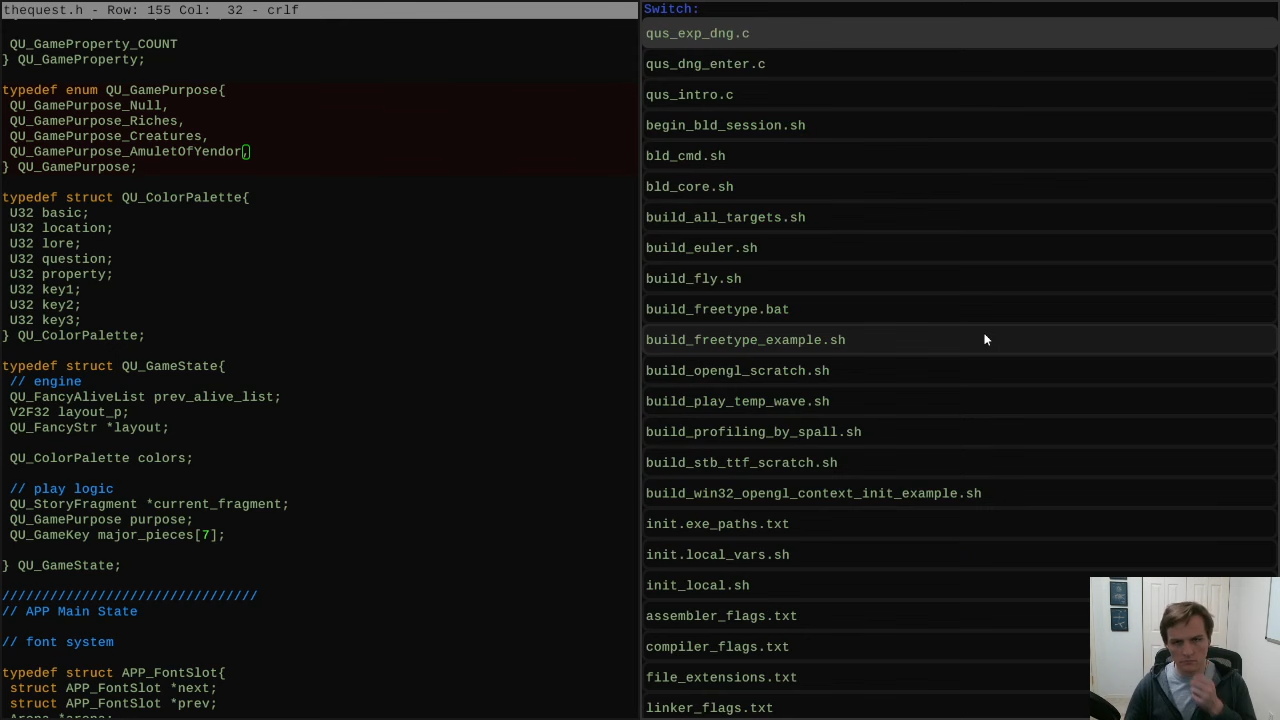 thequest.h - Row: 155 Col:  32 - crlf
QU_GameProperty_COUNT
} QU_GameProperty;
typedef enum QU_GamePurpose{
QU_GamePurpose_Null,
QU_GamePurpose_Riches,
QU_GamePurpose_Creatures,
QU_GamePurpose_AmuletOfYendor,
} QU_GamePurpose;
typedef struct QU_ColorPalette{
U32 basic;
U32 location;
U32 lore;
U32 question;
U32 property;
U32 key1;
U32 key2;
U32 key3;
} QU_ColorPalette;
typedef struct QU_GameState{
// engine
QU_FancyAliveList prev_alive_list;
V2F32 layout_p;
QU_FancyStr *layout;
QU_ColorPalette colors;
// play logic
QU_StoryFragment *current_fragment;
QU_GamePurpose purpose;
QU_GameKey major_pieces[7];
} QU_GameState;
////////////////////////////////
// APP Main State
// font system
typedef struct APP_FontSlot{
struct APP_FontSlot *next;
struct APP_FontSlot *prev;
Switch:
qus_exp_dng.c
qus_dng_enter.c
qus_intro.c
begin_bld_session.sh
bld_cmd.sh
bld_core.sh
build_all_targets.sh
build_euler.sh
build_fly.sh
build_freetype.bat
build_freetype_example.sh
build_opengl_scratch.sh
build_play_temp_wave.sh
build_profiling_by_spall.sh
build_stb_ttf_scratch.sh
build_win32_opengl_context_init_example.sh
init.exe_paths.txt
init.local_vars.sh
init_local.sh
assembler_flags.txt
compiler_flags.txt
file_extensions.txt
linker_flags.txt